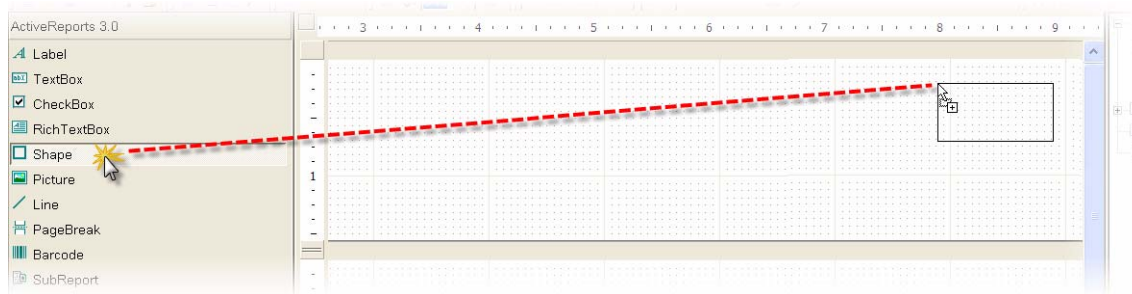 ActiveReports 3.0
3 4 5 6 7 8 9
A Label
abI TextBox
CheckBox
RichTextBox
Shape
Picture
1
Line
PageBreak
Barcode
SubReport